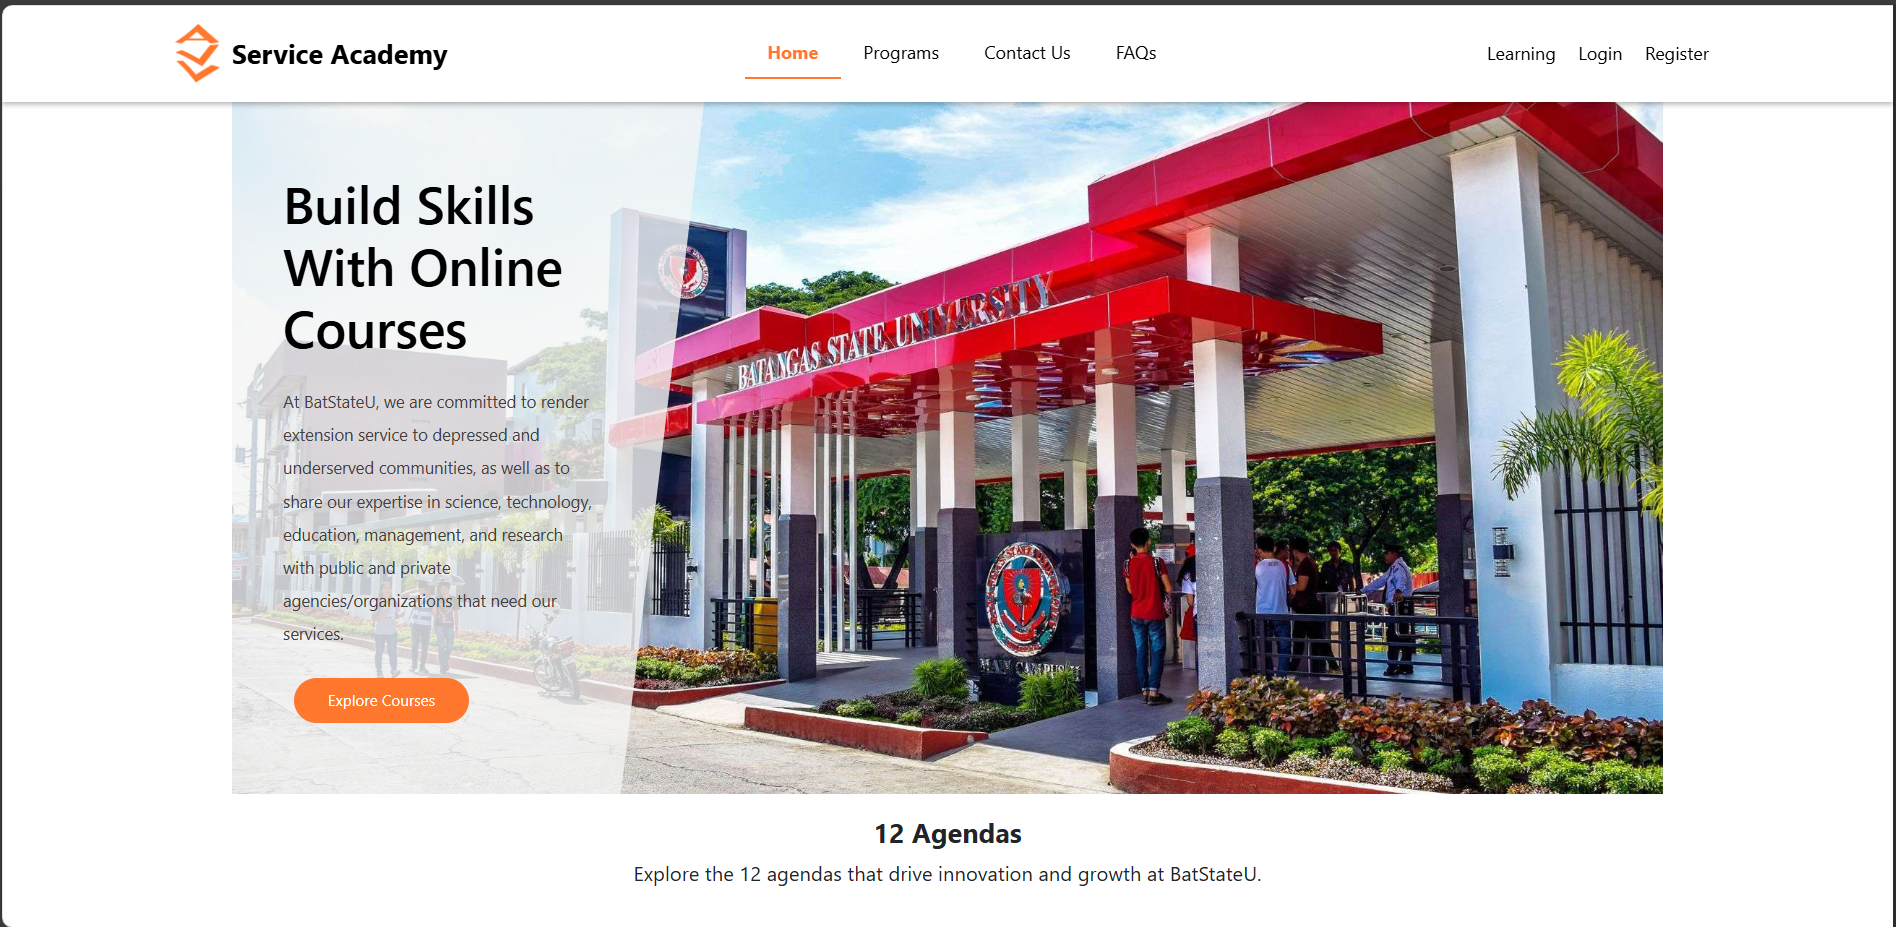 Service Academy
Home
Programs
Contact Us
FAQs
Learning
Login
Register
Build Skills
With Online
Courses
At BatStateU, we are committed to render
extension service to depressed and
underserved communities, as well as to
share our expertise in science, technology,
education, management, and research
with public and private
agencies/organizations that need our
services.
Explore Courses
BATANGAS STATE UNIVERSITY
MAIN CAMPUS II
12 Agendas
Explore the 12 agendas that drive innovation and growth at BatStateU.